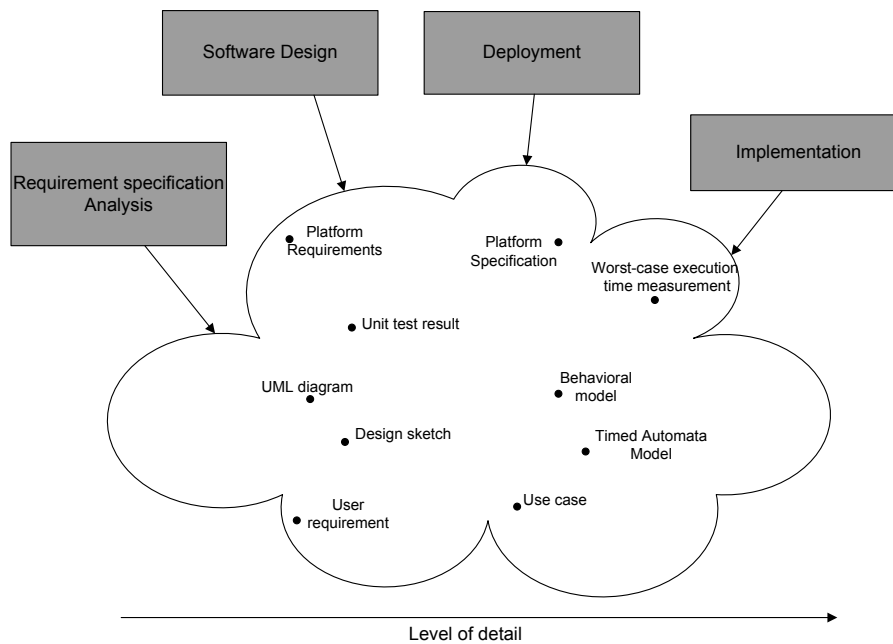 Software Design
Deployment
Requirement specification
Analysis
Implementation
Platform
Requirements
Platform
Specification
Worst-case execution
time measurement
Unit test result
UML diagram
Behavioral
model
Design sketch
Timed Automata
Model
User
requirement
Use case
Level of detail